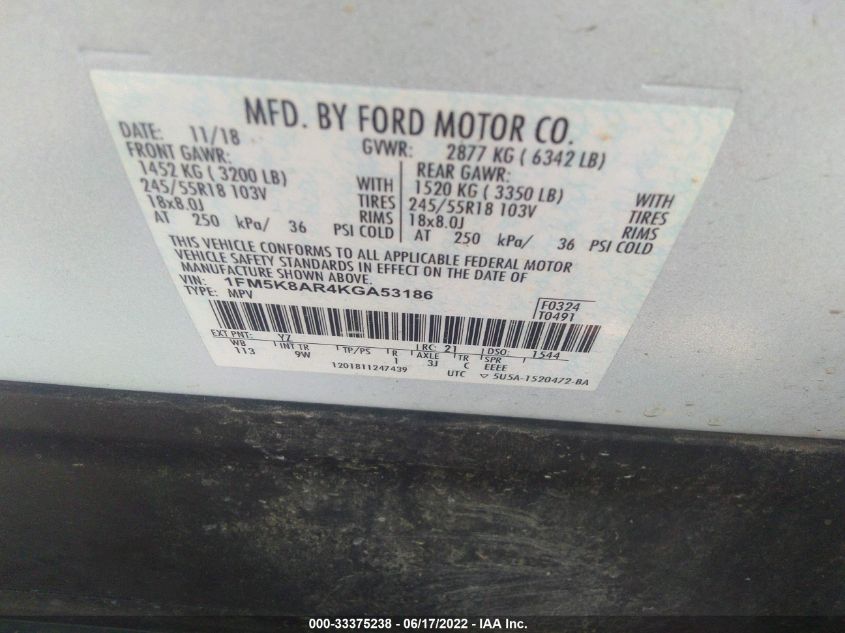 MFD. BY FORD MOTOR CO.
DATE: 11/18 GVWR: 2877 KG ( 6342 LB)
FRONT GAWR: REAR GAWR:
1452 KG ( 3200 LB) WITH 1520 KG ( 3350 LB) WITH
245/55R18 103V TIRES 245/55R18 103V TIRES
18x8.0J RIMS 18x8.0J RIMS
AT 250 kPa/ 36 PSI COLD AT 250 kPa/ 36 PSI COLD
THIS VEHICLE CONFORMS TO ALL APPLICABLE FEDERAL MOTOR
VEHICLE SAFETY STANDARDS IN EFFECT ON THE DATE OF
MANUFACTURE SHOWN ABOVE.
VIN: 1FM5K8AR4KGA53186
TYPE: MPV
F0324
T0491
EXT PNT: YZ RC: 21 DSO: 1544
WB INT TR TP/PS R AXLE TR SPR
113 9W 1 3J C EEEE
1201811247439 UTC ▽ 5U5A-1520472-BA
000-33375238 - 06/17/2022 - IAA Inc.